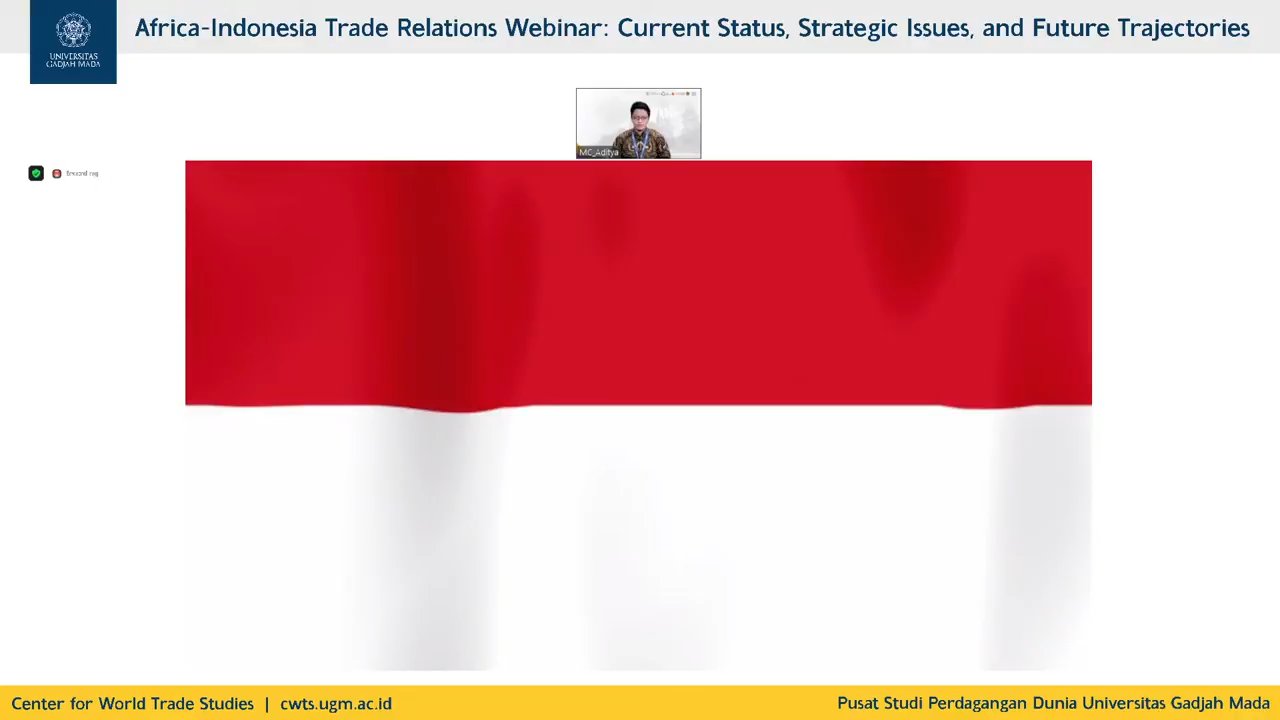 Africa-Indonesia Trade Relations Webinar: Current Status, Strategic Issues, and Future Trajectories
UNIVERSITAS
GADJAH MADA
MC_Aditya
Center for World Trade Studies | cwts.ugm.ac.id
Pusat Studi Perdagangan Dunia Universitas Gadjah Mada